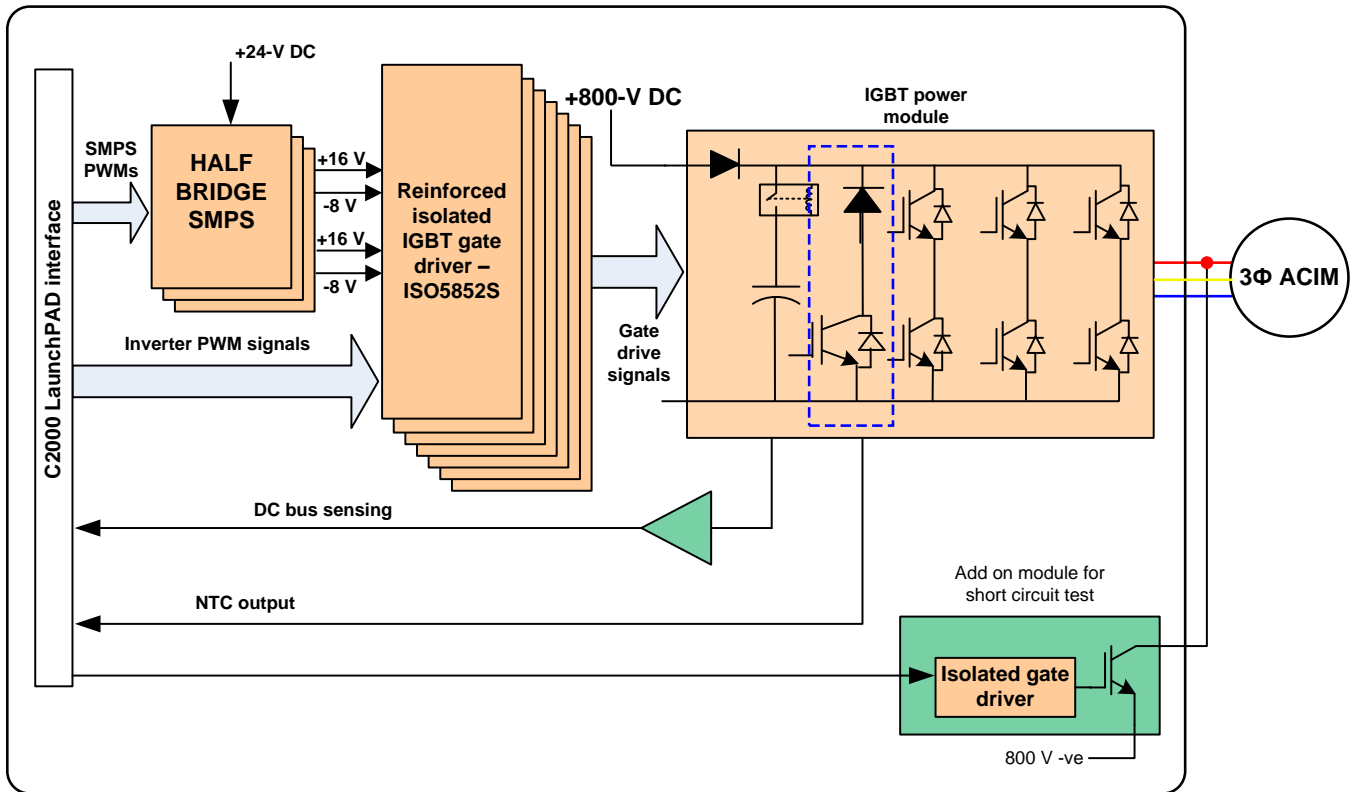 +24-V DC
SMPS
PWMs
HALF
BRIDGE
SMPS
+16 V
-8 V
+16 V
-8 V
Reinforced
isolated
IGBT gate
driver –
ISO5852S
+800-V DC
IGBT power
module
Gate
drive
signals
3Φ ACIM
C2000 LaunchPAD interface
Inverter PWM signals
DC bus sensing
NTC output
Add on module for
short circuit test
Isolated gate
driver
800 V -ve